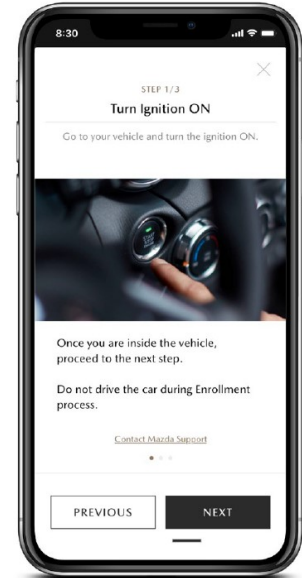 8:30
STEP 1/3
Turn Ignition ON
Go to your vehicle and turn the ignition ON.
Once you are inside the vehicle,
proceed to the next step.
Do not drive the car during Enrollment
process.
Contact Mazda Support
PREVIOUS
NEXT